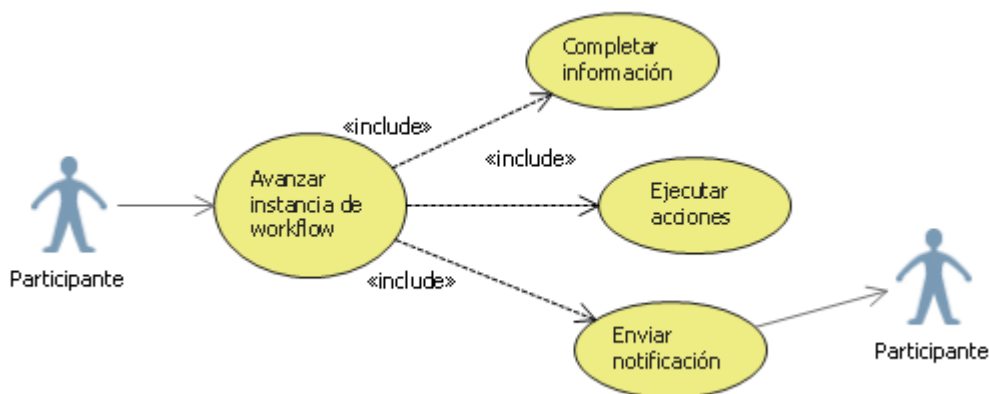 Completar
información
«include»
«include»
Avanzar
instancia de
workflow
Ejecutar
acciones
Participante
«include»
Enviar
notificación
Participante